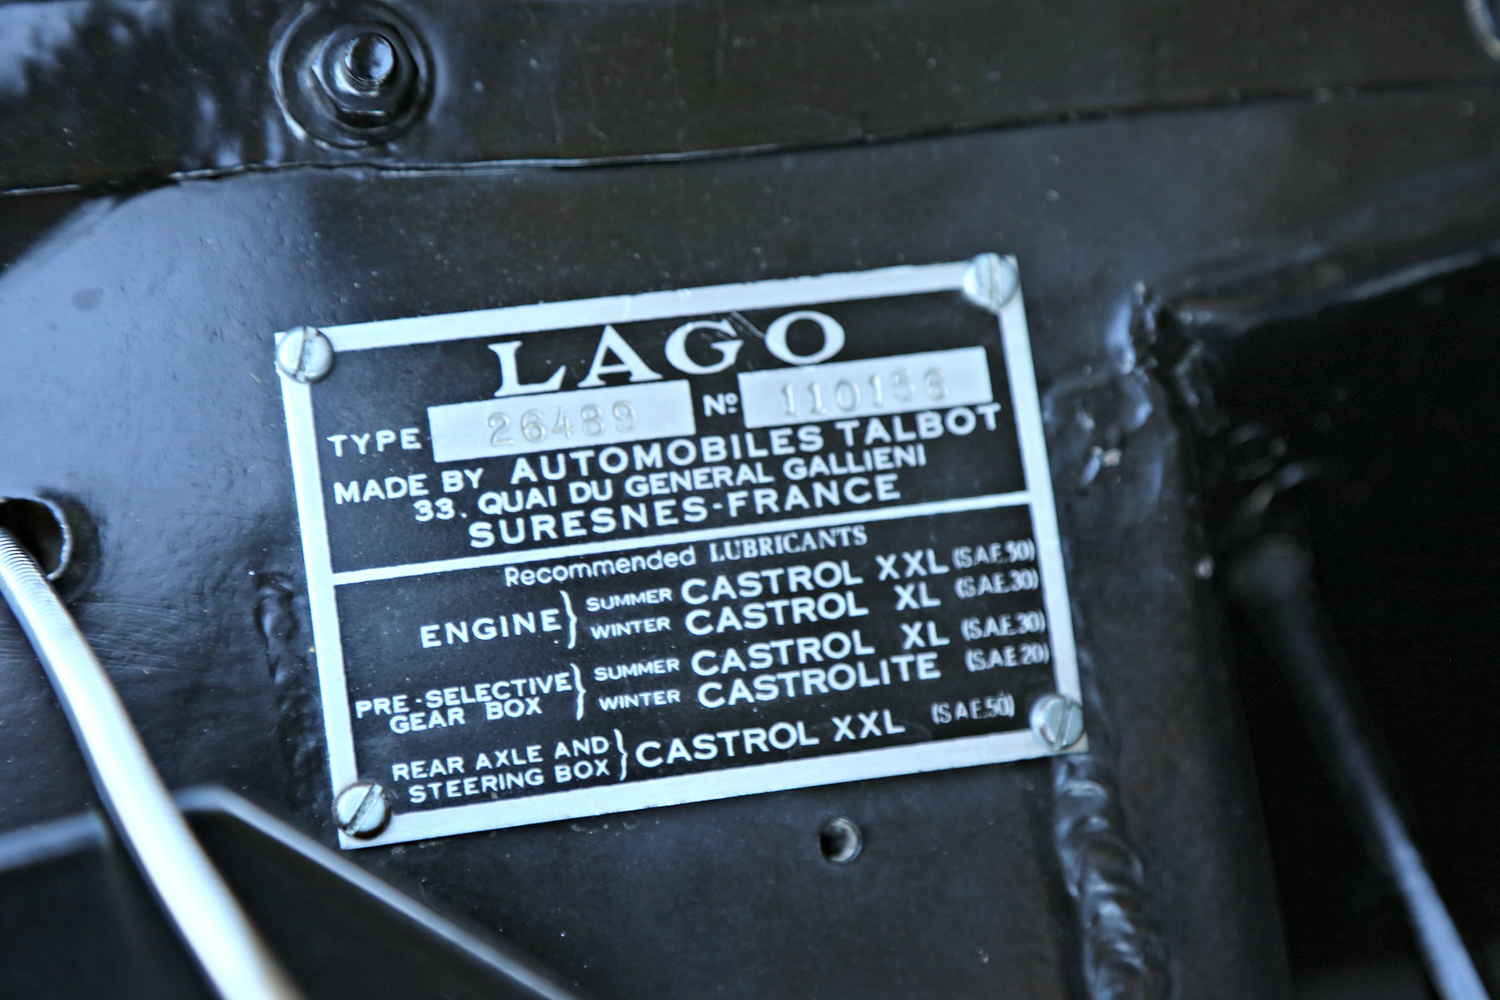 LAGO
TYPE 26489 Nº 110136
MADE BY AUTOMOBILES TALBOT
33. QUAI DU GENERAL GALLIENI
SURESNES-FRANCE
Recommended LUBRICANTS
ENGINE } SUMMER CASTROL XXL (S.A.E.50)
WINTER CASTROL XL (S.A.E.30)
PRE-SELECTIVE GEAR BOX } SUMMER CASTROL XL (S.A.E.30)
WINTER CASTROLITE (S.A.E.20)
REAR AXLE AND STEERING BOX } CASTROL XXL (S.A.E.50)